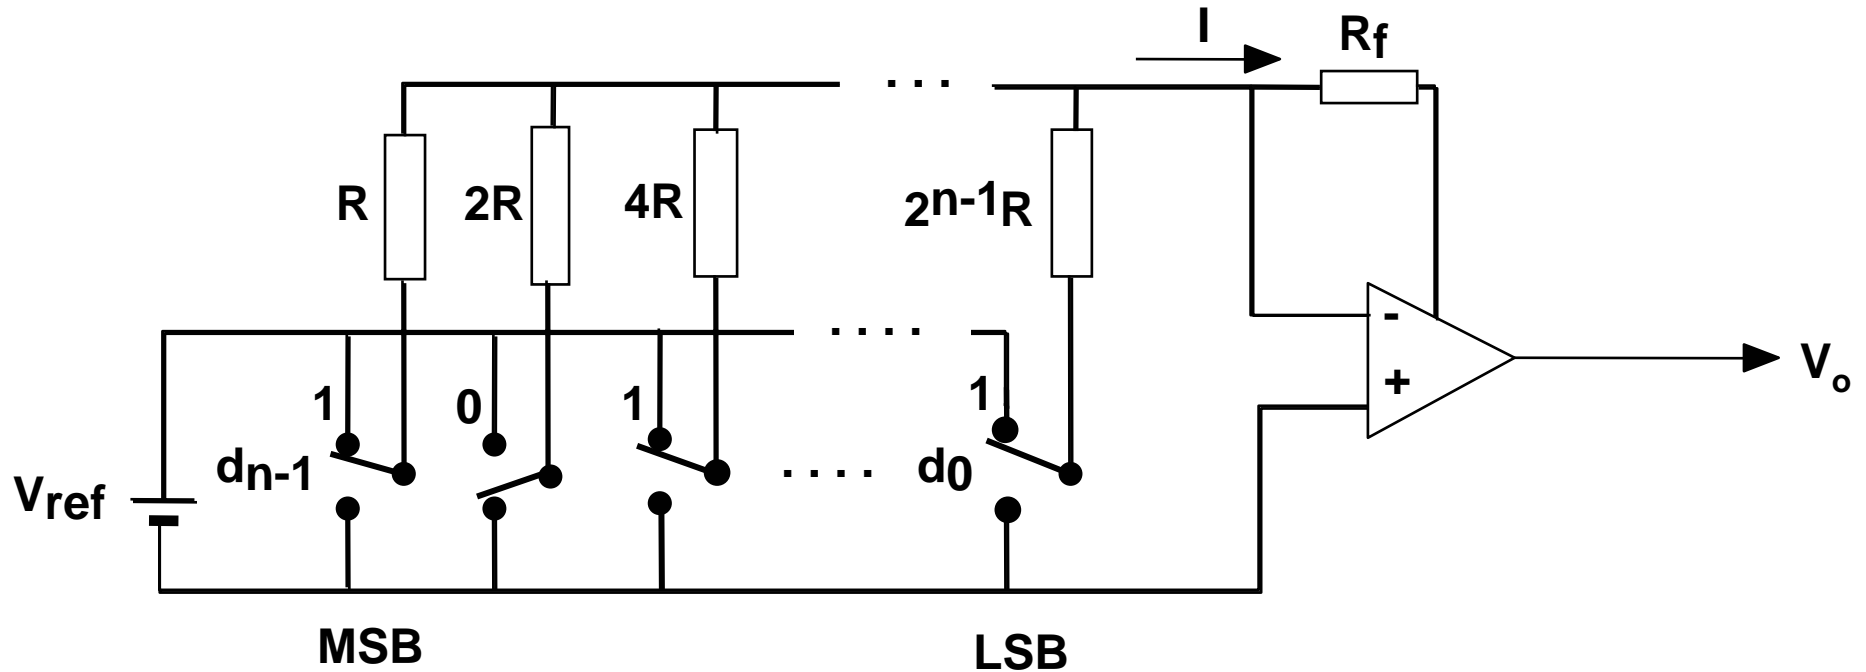 I
Rf
R
2R
4R
2n-1R
. . .
. . . .
1
0
1
1
dn-1
. . . .
d0
Vref
-
+
Vo
MSB
LSB